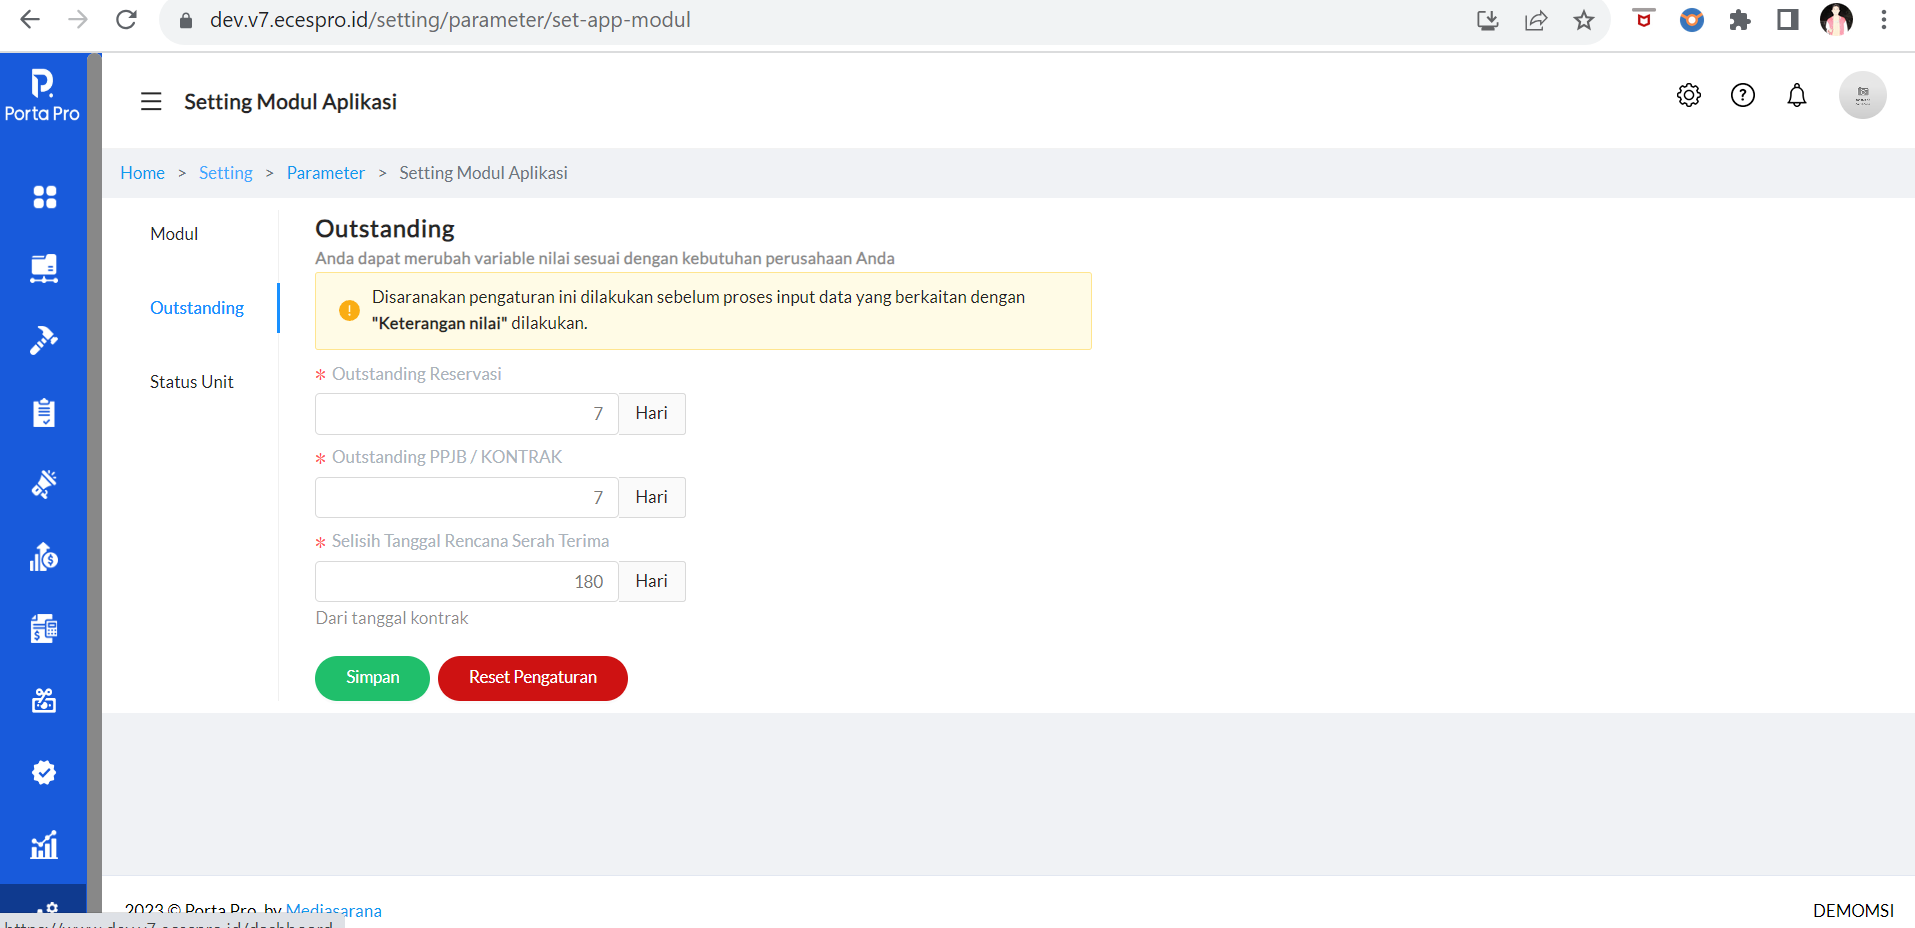 dev.v7.ecespro.id/setting/parameter/set-app-modul
Porta Pro
Setting Modul Aplikasi
Home > Setting > Parameter > Setting Modul Aplikasi
Modul
Outstanding
Status Unit
Outstanding
Anda dapat merubah variable nilai sesuai dengan kebutuhan perusahaan Anda
Disaranakan pengaturan ini dilakukan sebelum proses input data yang berkaitan dengan
"Keterangan nilai" dilakukan.
* Outstanding Reservasi
7 Hari
* Outstanding PPJB / KONTRAK
7 Hari
* Selisih Tanggal Rencana Serah Terima
180 Hari
Dari tanggal kontrak
Simpan Reset Pengaturan
2023 © Porta Pro by Mediasarana
DEMOMSI
https://www.dev.v7.ecespro.id/dashboard